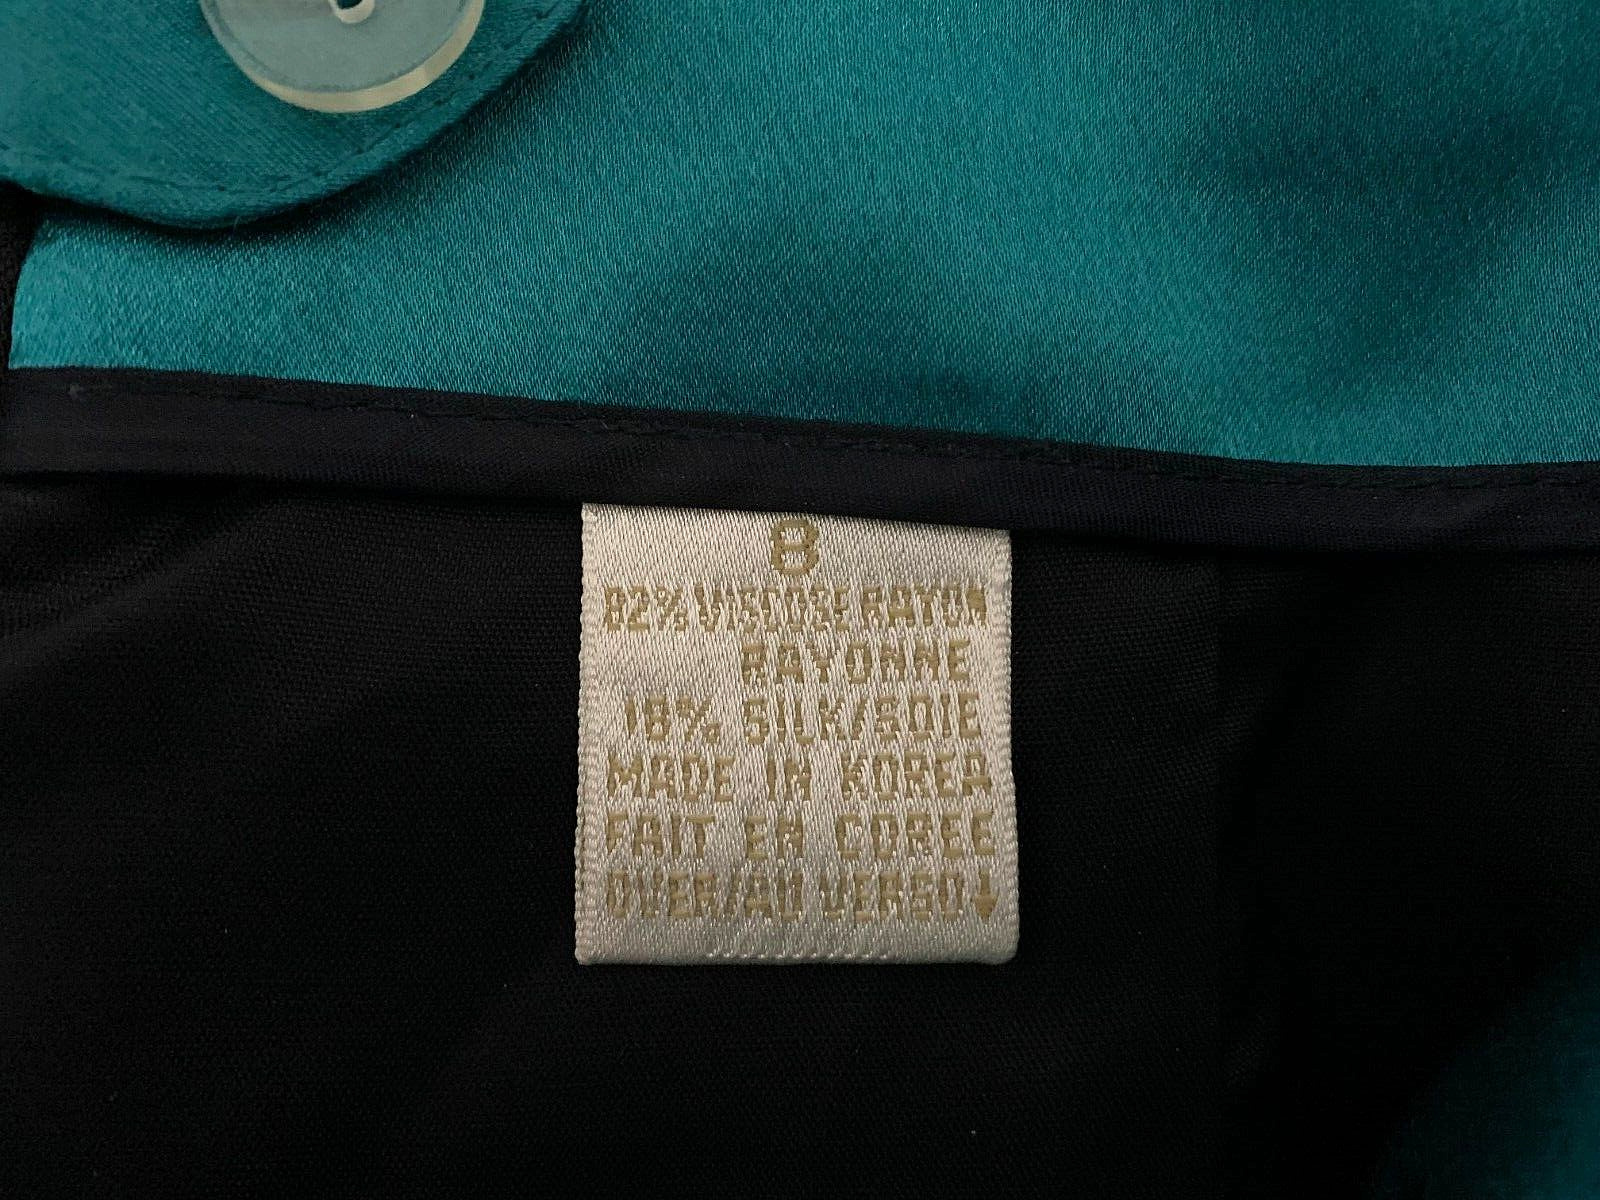 8
82% VISCOSE RAYON
RAYONNE
18% SILK/SOIE
MADE IN KOREA
FAIT EN COREE
OVER/AU VERSO↓